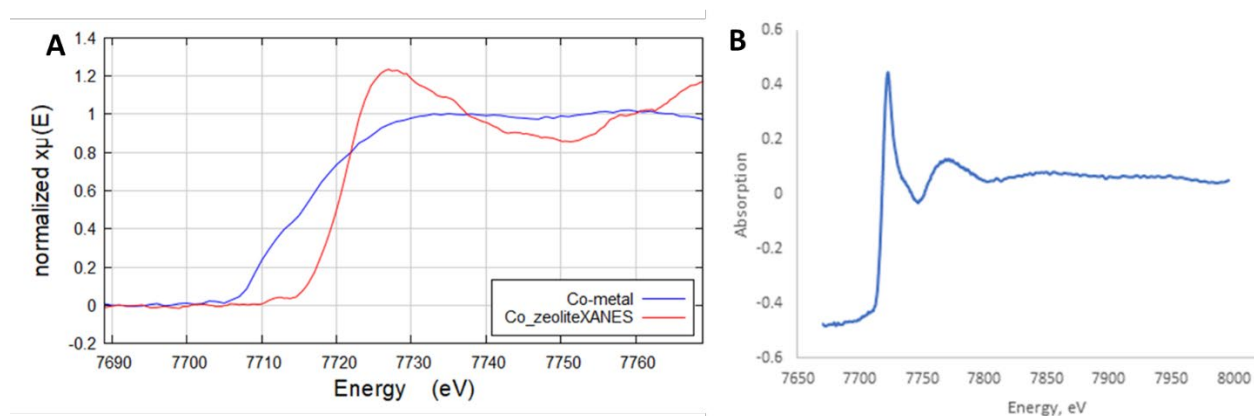 A
1.4
1.2
1
0.8
0.6
0.4
0.2
0
-0.2
normalized xμ(E)
Co-metal
Co_zeoliteXANES
7690 7700 7710 7720 7730 7740 7750 7760
Energy (eV)
B
0.6
0.4
0.2
0
-0.2
-0.4
-0.6
Absorption
7650 7700 7750 7800 7850 7900 7950 8000
Energy, eV